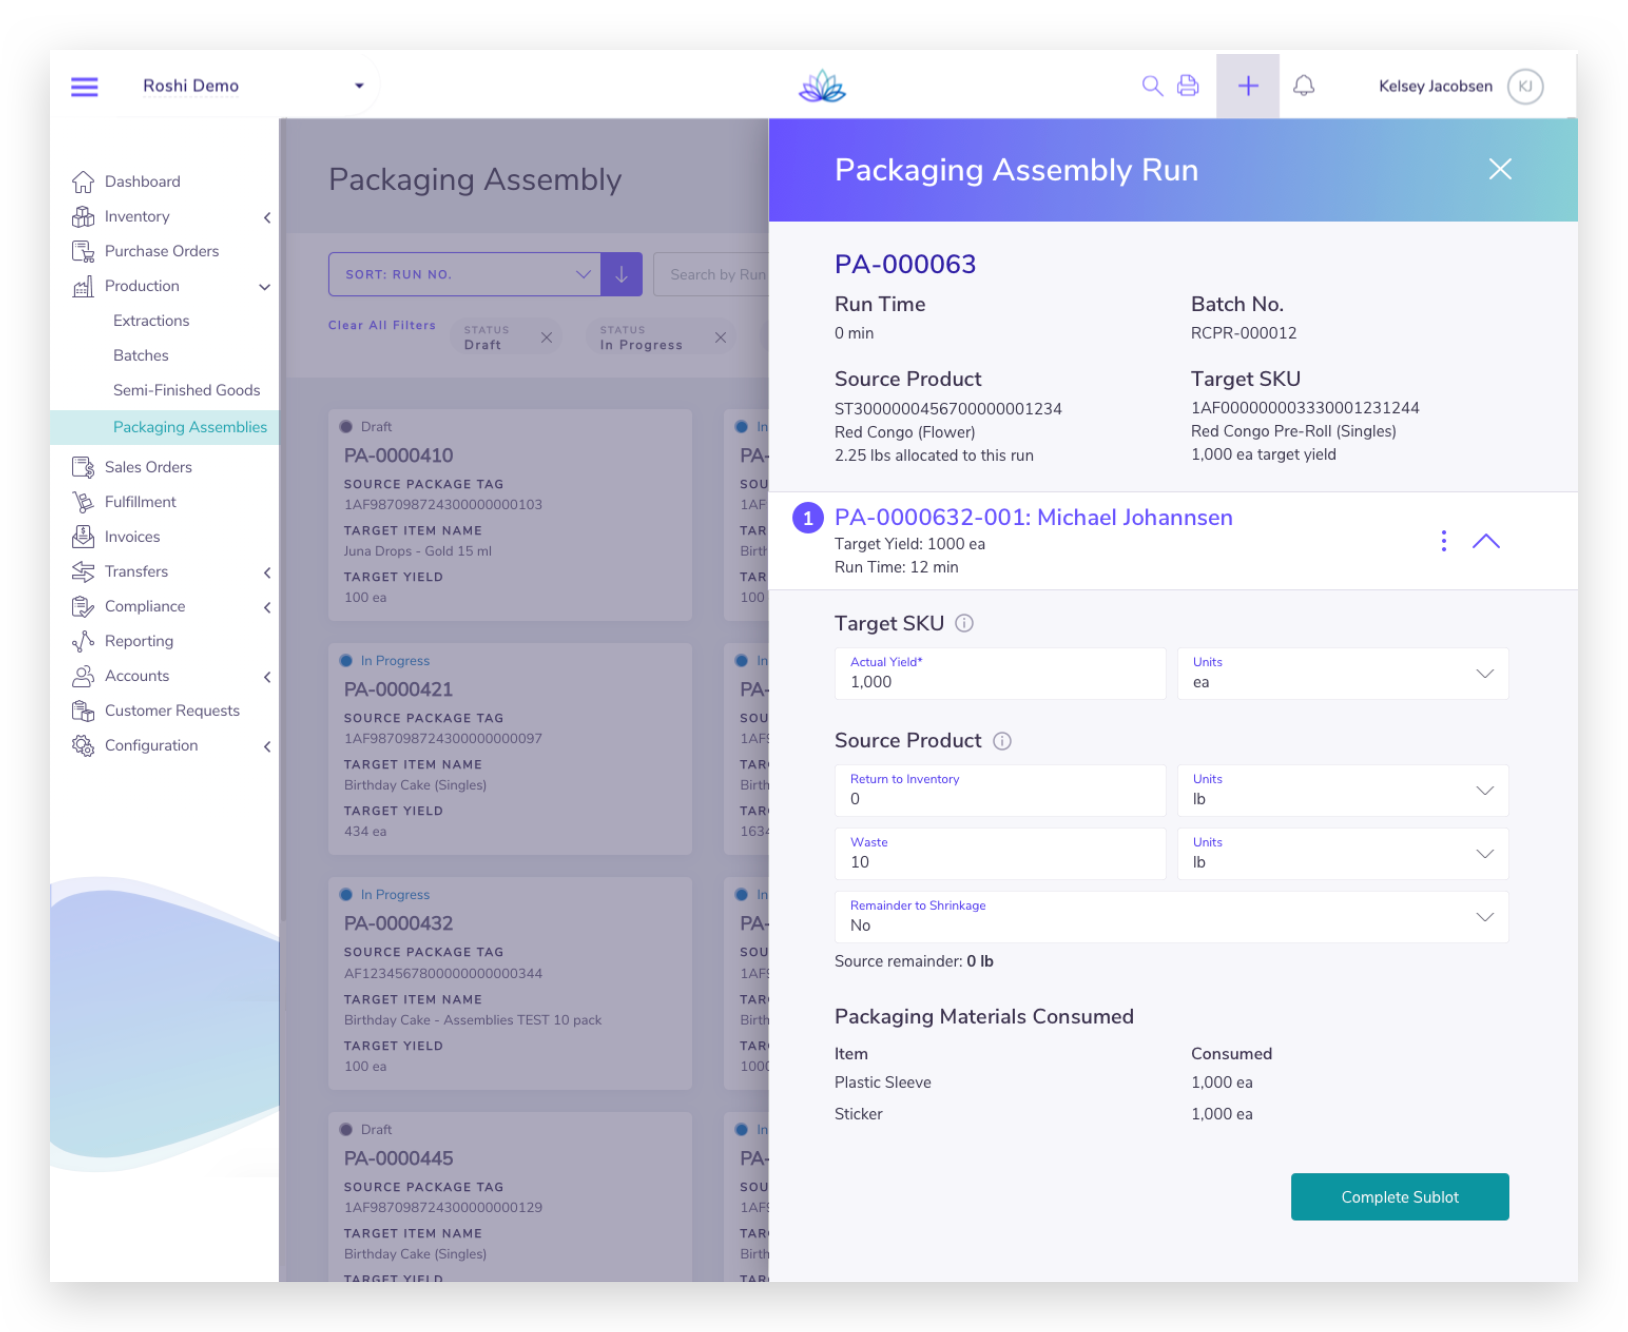 Roshi Demo
Kelsey Jacobsen
KJ
Dashboard
Inventory
Purchase Orders
Production
Extractions
Batches
Semi-Finished Goods
Packaging Assemblies
Sales Orders
Fulfillment
Invoices
Transfers
Compliance
Reporting
Accounts
Customer Requests
Configuration
Packaging Assembly
SORT: RUN NO.
Search by Run
Clear All Filters
STATUS
Draft
STATUS
In Progress
Draft
PA-0000410
SOURCE PACKAGE TAG
1AF987098724300000000103
TARGET ITEM NAME
Juna Drops - Gold 15 ml
TARGET YIELD
100 ea
In Progress
PA-0000421
SOURCE PACKAGE TAG
1AF987098724300000000097
TARGET ITEM NAME
Birthday Cake (Singles)
TARGET YIELD
434 ea
In Progress
PA-0000432
SOURCE PACKAGE TAG
AF1234567800000000000344
TARGET ITEM NAME
Birthday Cake - Assemblies TEST 10 pack
TARGET YIELD
100 ea
Draft
PA-0000445
SOURCE PACKAGE TAG
1AF987098724300000000129
TARGET ITEM NAME
Birthday Cake (Singles)
TARGET YIELD
In
PA-
SOU
1AF
TAR
Birth
TAR
100
In
PA-
SOU
1AF9
TAR
Birth
TAR
1634
In
PA-
SOU
1AF9
TAR
Birth
TAR
1000
In
PA-
SOU
1AF9
TAR
Birth
TAR
Packaging Assembly Run
PA-000063
Run Time
0 min
Batch No.
RCPR-000012
Source Product
ST3000000456700000001234
Red Congo (Flower)
2.25 lbs allocated to this run
Target SKU
1AF000000003330001231244
Red Congo Pre-Roll (Singles)
1,000 ea target yield
1
PA-0000632-001: Michael Johannsen
Target Yield: 1000 ea
Run Time: 12 min
Target SKU
Actual Yield*
1,000
Units
ea
Source Product
Return to Inventory
0
Units
lb
Waste
10
Units
lb
Remainder to Shrinkage
No
Source remainder: 0 lb
Packaging Materials Consumed
Item
Consumed
Plastic Sleeve
1,000 ea
Sticker
1,000 ea
Complete Sublot